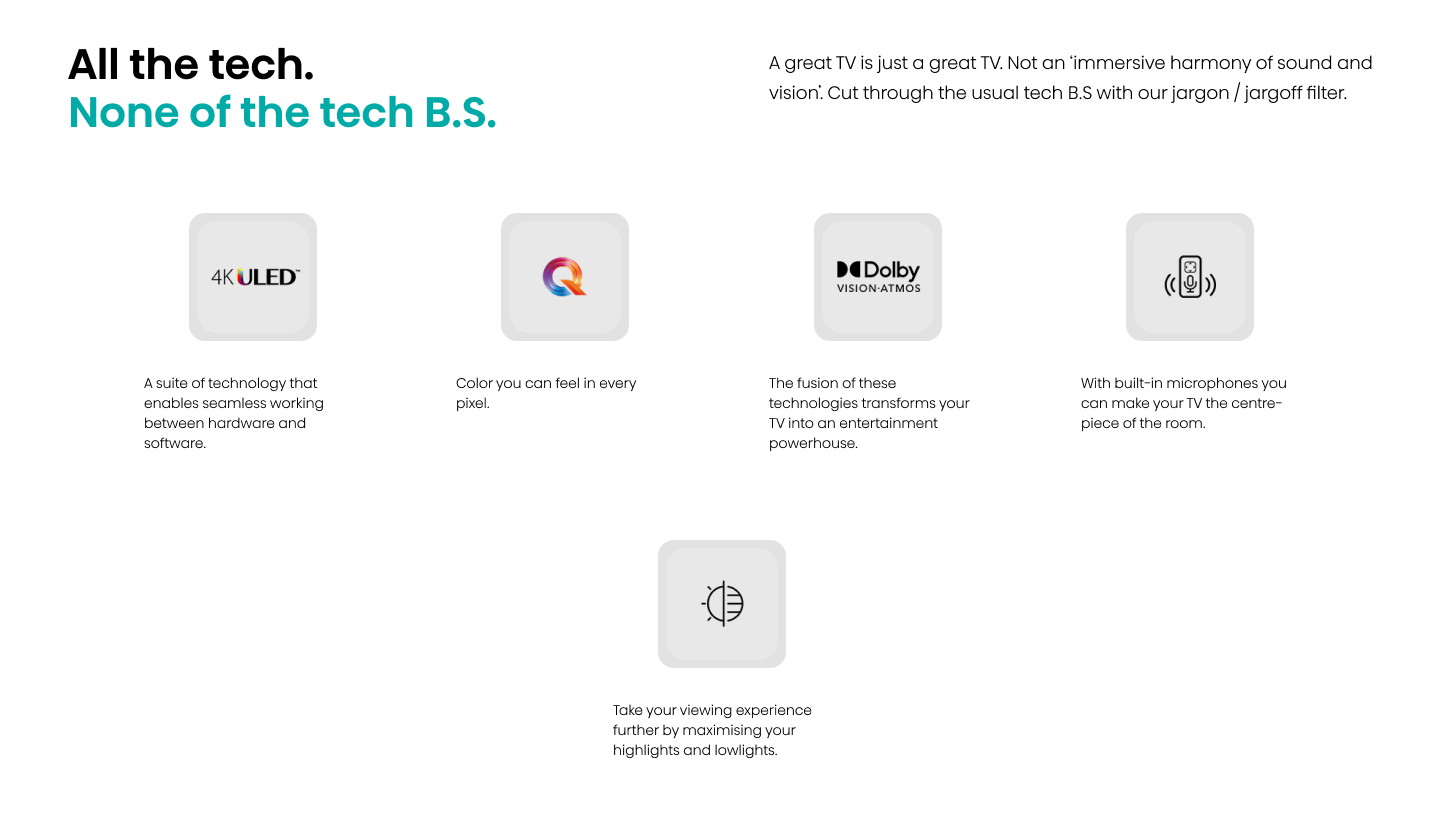 All the tech.
None of the tech B.S.
A great TV is just a great TV. Not an ‘immersive harmony of sound and
vision’. Cut through the usual tech B.S with our jargon / jargoff filter.
4K ULED™
Q
Dolby
VISION·ATMOS
A suite of technology that
enables seamless working
between hardware and
software.
Color you can feel in every
pixel.
The fusion of these
technologies transforms your
TV into an entertainment
powerhouse.
With built-in microphones you
can make your TV the centre-
piece of the room.
Take your viewing experience
further by maximising your
highlights and lowlights.